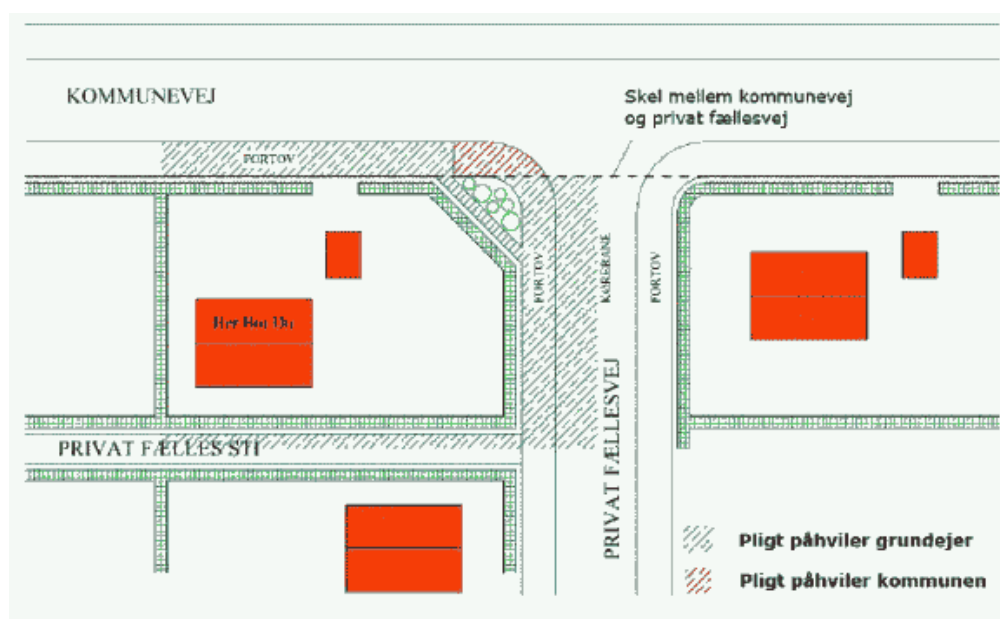 KOMMUNEVEJ
Skel mellem kommunevej
og privat fællesvej
FORTOV
FORTOV
KØREBANE
FORTOV
Her Bor Du
PRIVAT FÆLLESVEJ
PRIVAT FÆLLES STI
Pligt påhviler grundejer
Pligt påhviler kommunen